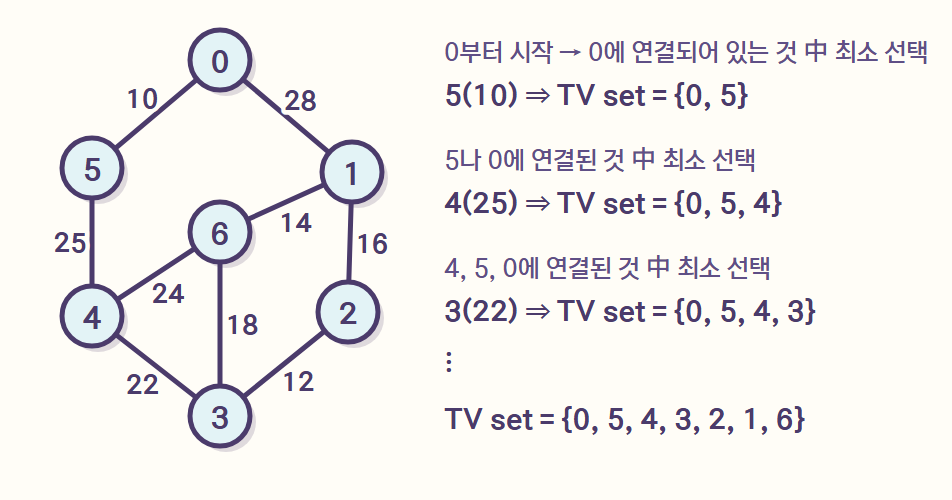 0
10
28
5
1
6
14
25
16
24
4
2
18
22
12
3
0부터 시작 → 0에 연결되어 있는 것 中 최소 선택
5(10) ⇒ TV set = {0, 5}
5나 0에 연결된 것 中 최소 선택
4(25) ⇒ TV set = {0, 5, 4}
4, 5, 0에 연결된 것 中 최소 선택
3(22) ⇒ TV set = {0, 5, 4, 3}
⋮
TV set = {0, 5, 4, 3, 2, 1, 6}